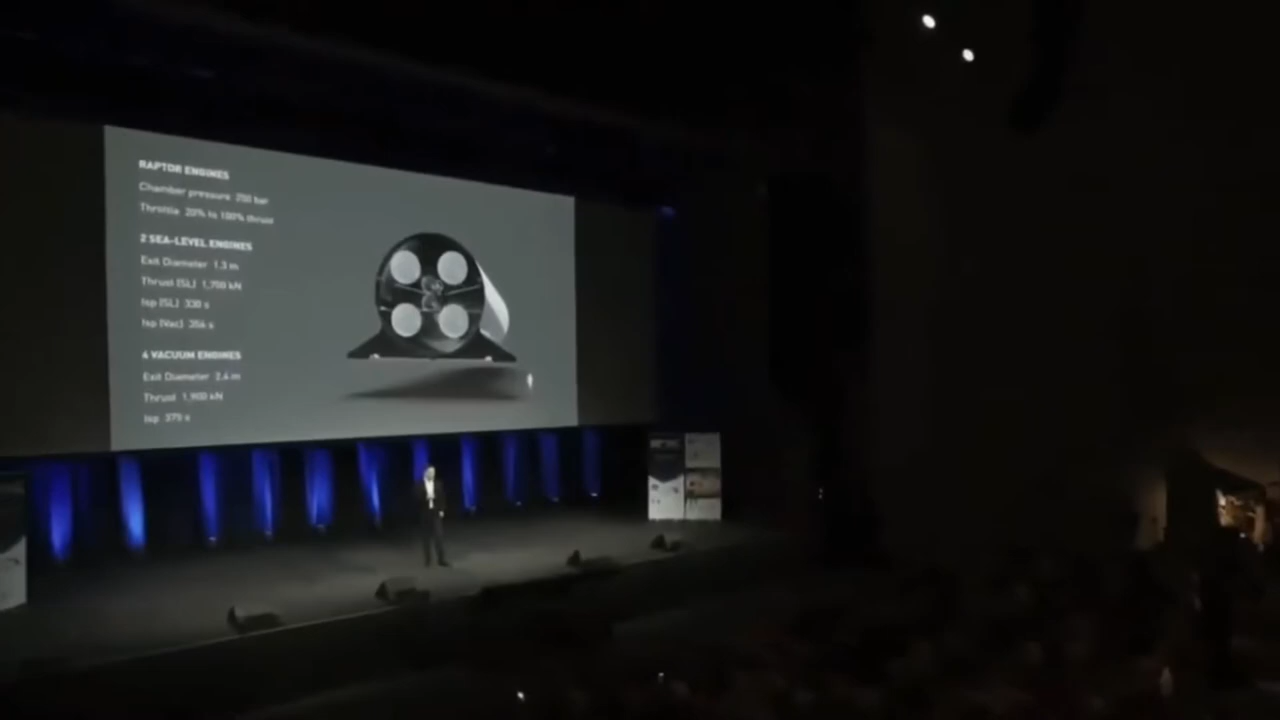 RAPTOR ENGINES
Chamber pressure 250 bar
Throttle 20% to 100% thrust
2 SEA-LEVEL ENGINES
Exit Diameter 1.3 m
Thrust (SL) 1,700 kN
Isp (SL) 330 s
Isp (Vac) 356 s
4 VACUUM ENGINES
Exit Diameter 2.4 m
Thrust 1,900 kN
Isp 375 s